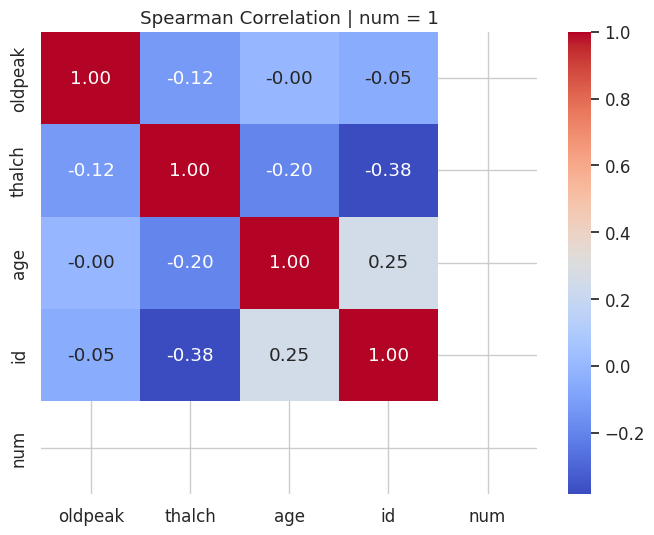 Spearman Correlation | num = 1
oldpeak 1.00 -0.12 -0.00 -0.05
thalch -0.12 1.00 -0.20 -0.38
age -0.00 -0.20 1.00 0.25
id -0.05 -0.38 0.25 1.00
num
oldpeak thalch age id num
1.0
0.8
0.6
0.4
0.2
0.0
−0.2